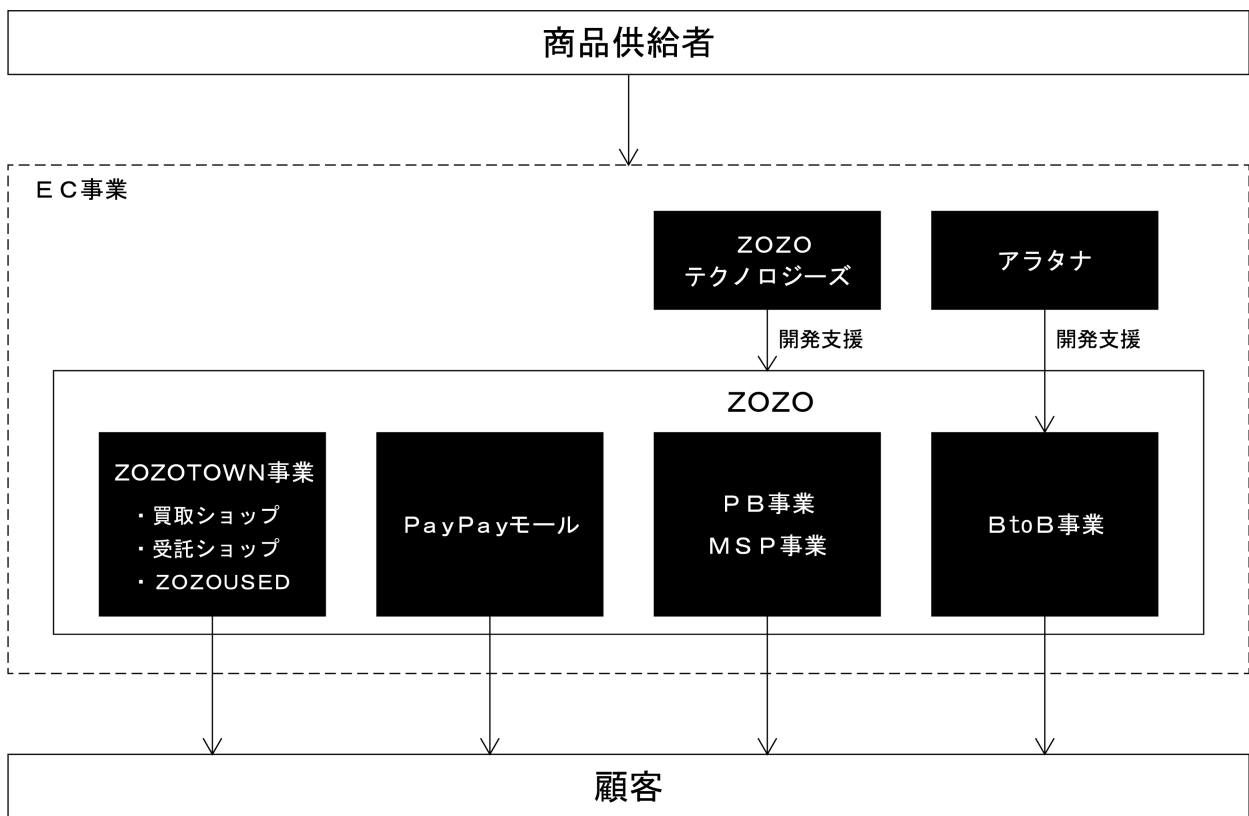 商品供給者
ＥＣ事業
ZOZO
テクノロジーズ
アラタナ
開発支援
開発支援
ZOZO
ZOZOTOWN事業
・買取ショップ
・受託ショップ
・ZOZOUSED
PayPayモール
ＰＢ事業
ＭＳＰ事業
BtoB事業
顧客